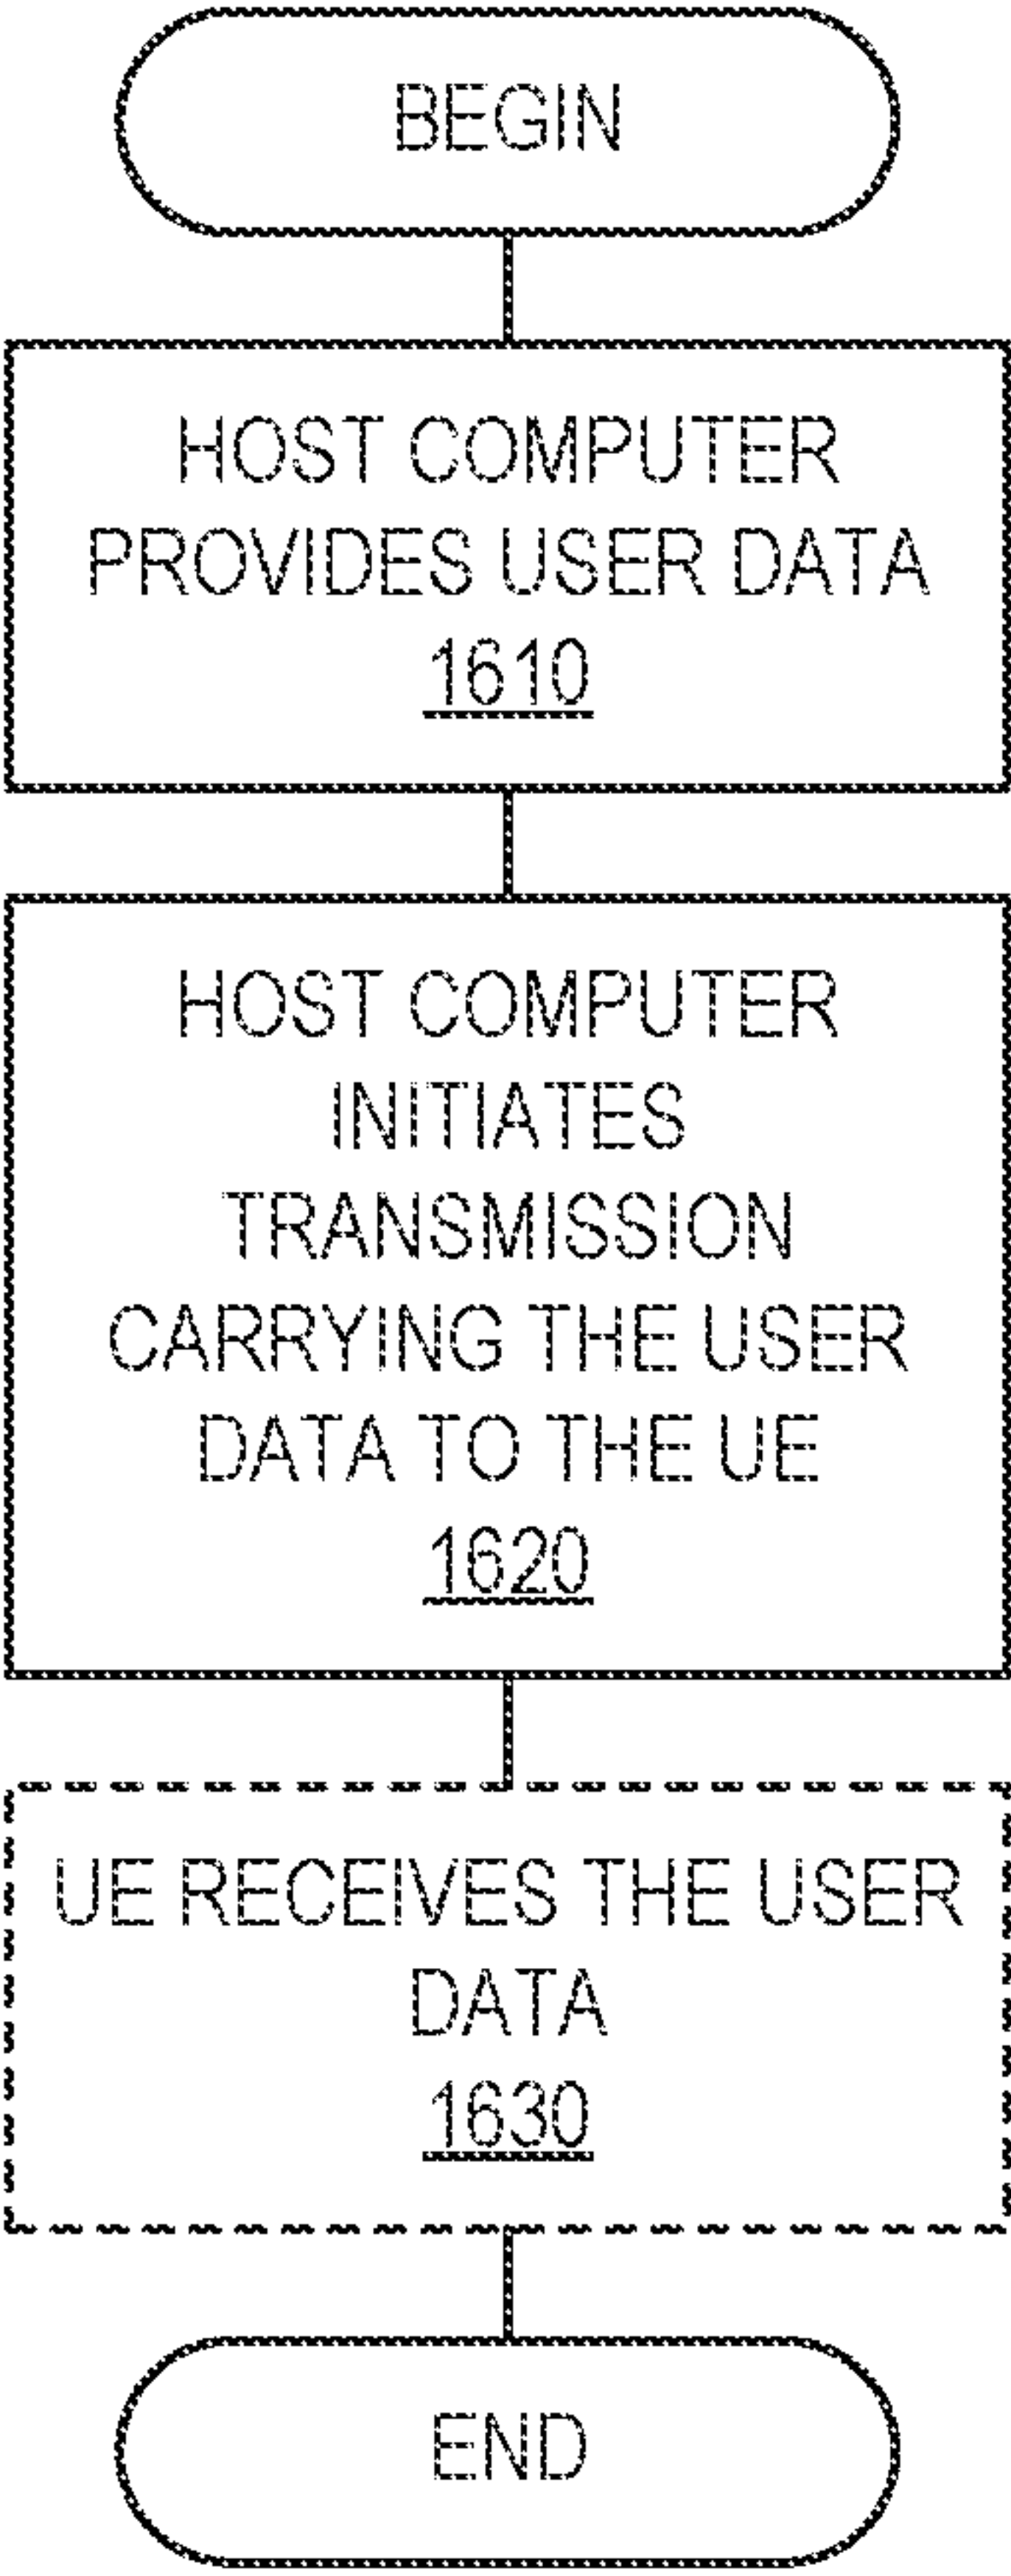 BEGIN
HOST COMPUTER
PROVIDES USER DATA
1610
HOST COMPUTER
INITIATES
TRANSMISSION
CARRYING THE USER
DATA TO THE UE
1620
UE RECEIVES THE USER
DATA
1630
END